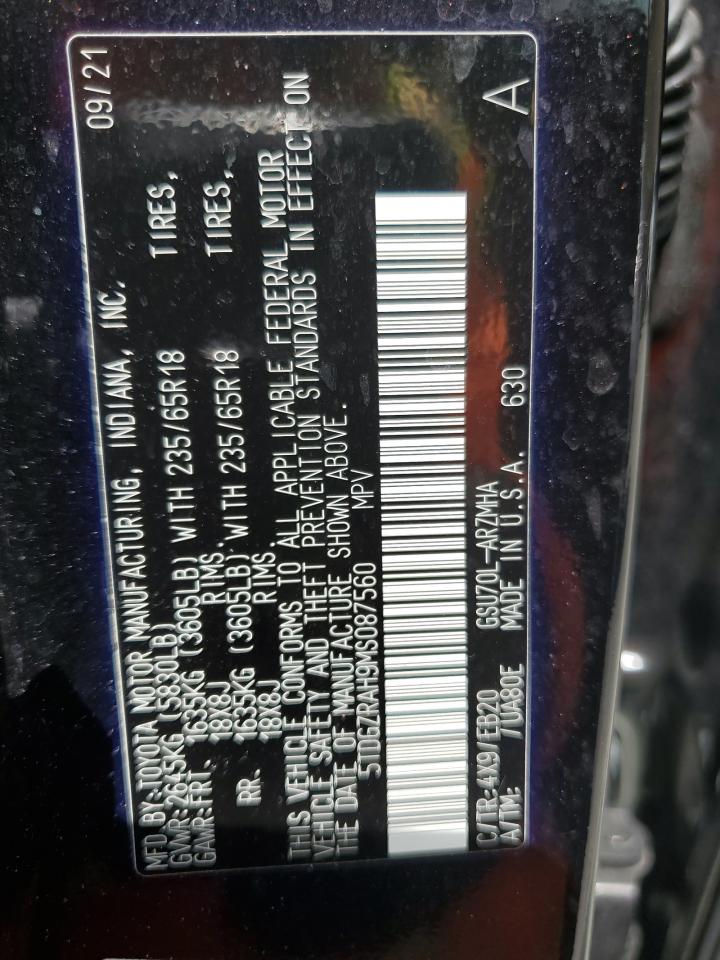 MFD BY: TOYOTA MOTOR MANUFACTURING, INDIANA, INC. 09/21
GVWR: 2645KG (5830LB)
GAWR: FRT. 1635KG (3605LB) WITH 235/65R18 TIRES,
18X8J RIMS.
RR. 1635KG (3605LB) WITH 235/65R18 TIRES,
18X8J RIMS.
THIS VEHICLE CONFORMS TO ALL APPLICABLE FEDERAL MOTOR
VEHICLE SAFETY AND THEFT PREVENTION STANDARDS IN EFFECT ON
THE DATE OF MANUFACTURE SHOWN ABOVE.
5TDGZRAH9MS087560 MPV
C/TR: 4X9/FB20 GSU70L-ARZMHA
A/TM: /UA80E MADE IN U.S.A. 630 A